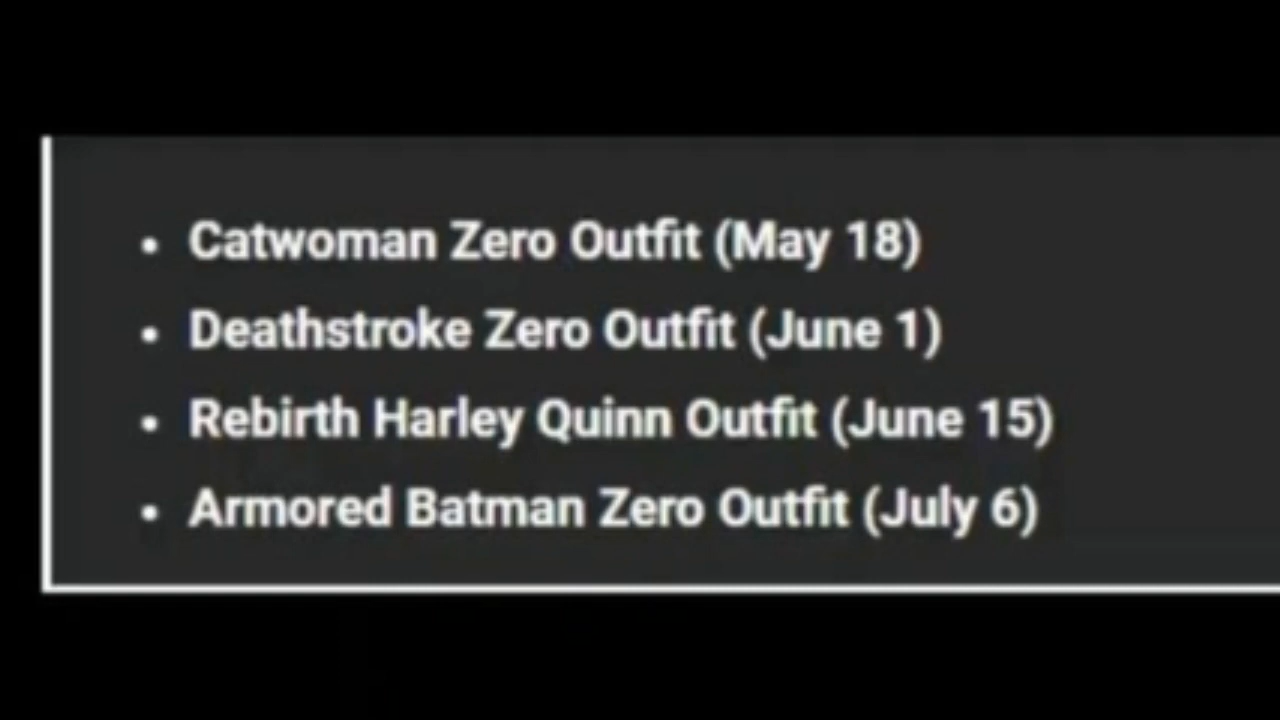 • Catwoman Zero Outfit (May 18)
• Deathstroke Zero Outfit (June 1)
• Rebirth Harley Quinn Outfit (June 15)
• Armored Batman Zero Outfit (July 6)